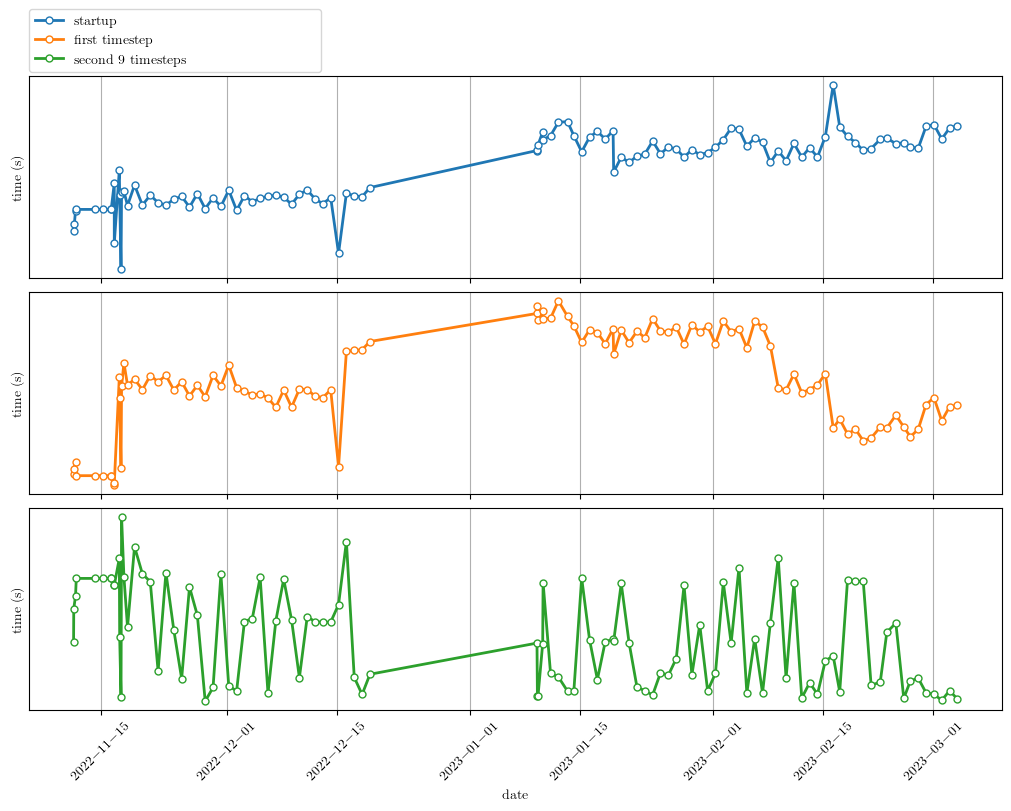 startup
first timestep
second 9 timesteps
time (s)
time (s)
time (s)
2022−11−15
2022−12−01
2022−12−15
2023−01−01
2023−01−15
2023−02−01
2023−02−15
2023−03−01
date